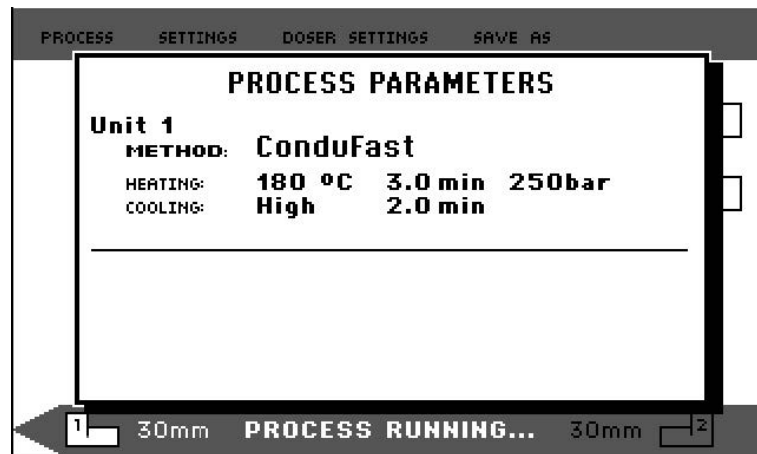 PROCESS SETTINGS DOSER SETTINGS SAVE AS
PROCESS PARAMETERS
Unit 1
METHOD: ConduFast
HEATING: 180 ºC 3.0 min 250bar
COOLING: High 2.0 min
1 30mm PROCESS RUNNING... 30mm 2